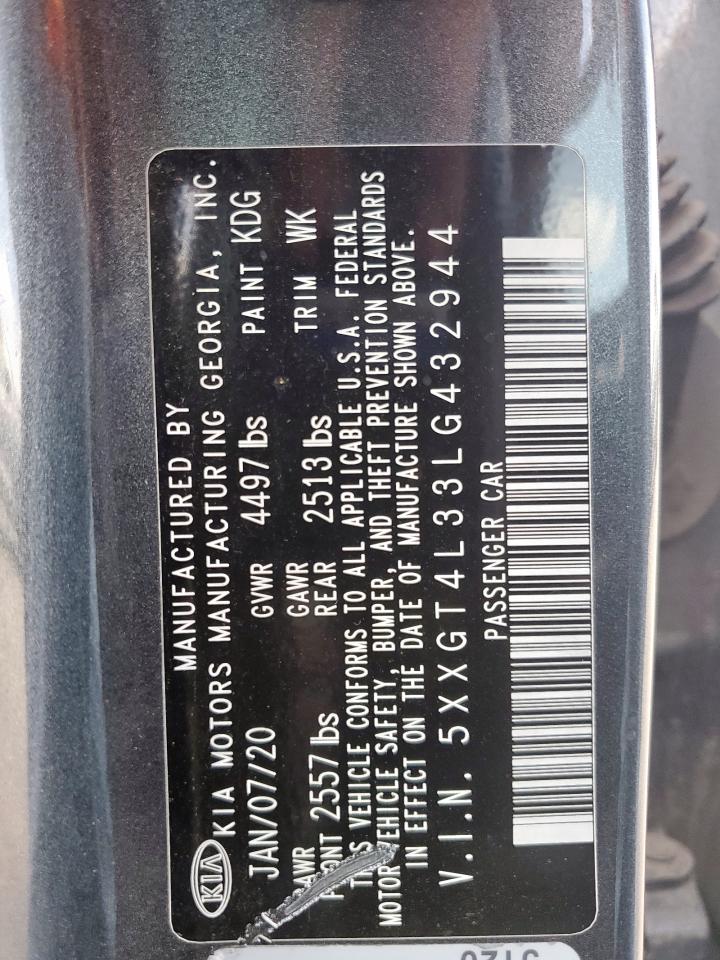 MANUFACTURED BY
KIA KIA MOTORS MANUFACTURING GEORGIA, INC.
JAN/07/20 GVWR 4497 lbs PAINT KDG
GAWR GAWR
2557 lbs REAR 2513 lbs TRIM WK
THIS VEHICLE CONFORMS TO ALL APPLICABLE U.S.A. FEDERAL
MOTOR VEHICLE SAFETY, BUMPER, AND THEFT PREVENTION STANDARDS
IN EFFECT ON THE DATE OF MANUFACTURE SHOWN ABOVE.
V.I.N. 5XXGT4L33LG432944
PASSENGER CAR